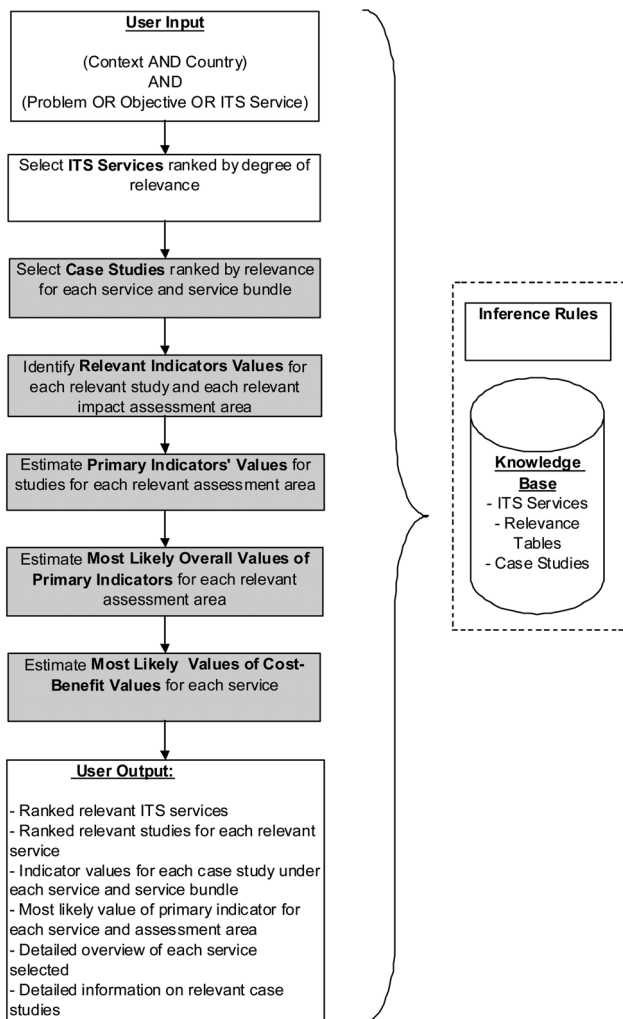 User Input
(Context AND Country)
AND
(Problem OR Objective OR ITS Service)
Select ITS Services ranked by degree of
relevance
Select Case Studies ranked by relevance
for each service and service bundle
Identify Relevant Indicators Values for
each relevant study and each relevant
impact assessment area
Estimate Primary Indicators' Values for
studies for each relevant assessment area
Estimate Most Likely Overall Values of
Primary Indicators for each relevant
assessment area
Estimate Most Likely Values of Cost-
Benefit Values for each service
User Output:
- Ranked relevant ITS services
- Ranked relevant studies for each relevant
service
- Indicator values for each case study under
each service and service bundle
- Most likely value of primary indicator for
each service and assessment area
- Detailed overview of each service
selected
- Detailed information on relevant case
studies
Inference Rules
Knowledge
Base
- ITS Services
- Relevance
Tables
- Case Studies